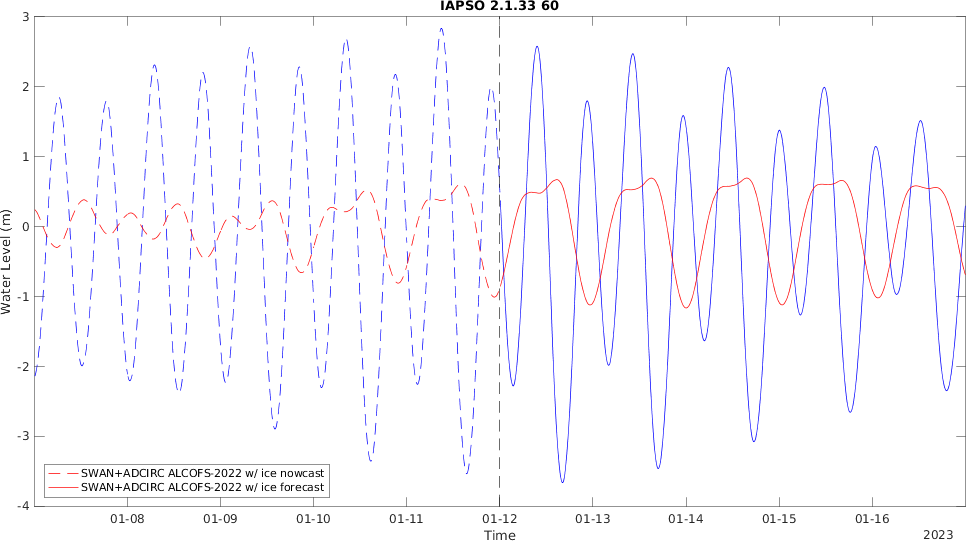 IAPSO 2.1.33 60
3
2
1
0
-1
-2
-3
-4
Water Level (m)
SWAN+ADCIRC ALCOFS-2022 w/ ice nowcast
SWAN+ADCIRC ALCOFS-2022 w/ ice forecast
01-08 01-09 01-10 01-11 01-12 01-13 01-14 01-15 01-16
Time
2023